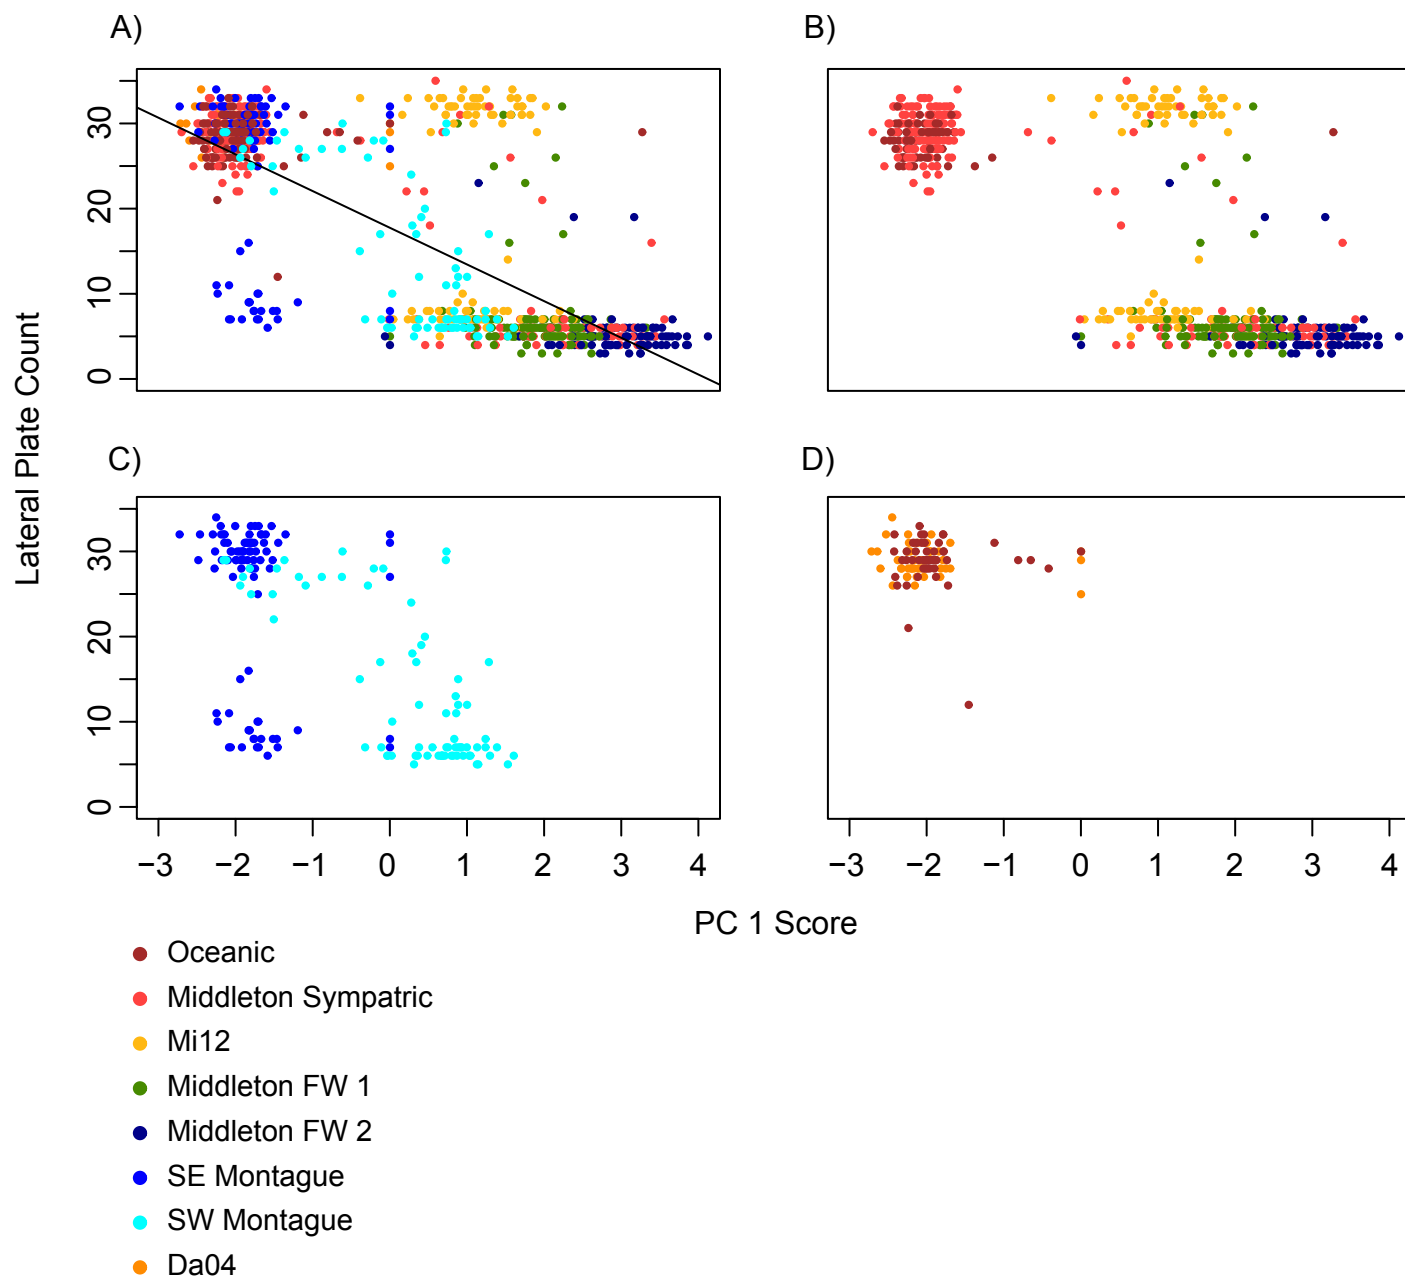 A)
B)
30
20
10
0
Lateral Plate Count
C)
D)
30
20
10
0
−3 −2 −1 0 1 2 3 4
−3 −2 −1 0 1 2 3 4
PC 1 Score
Oceanic
Middleton Sympatric
Mi12
Middleton FW 1
Middleton FW 2
SE Montague
SW Montague
Da04